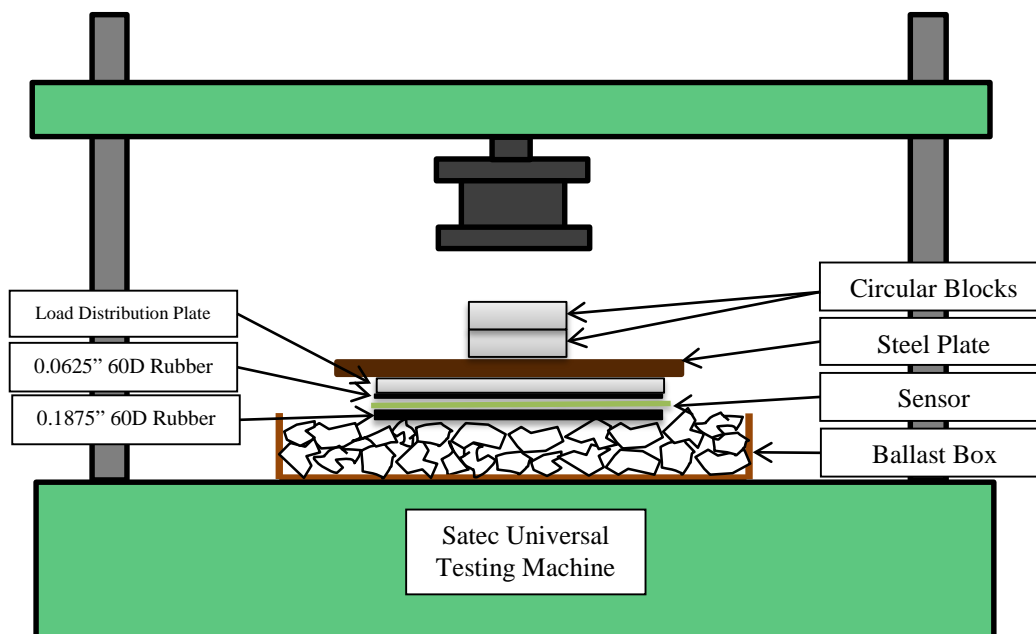 Load Distribution Plate
0.0625” 60D Rubber
0.1875” 60D Rubber
Circular Blocks
Steel Plate
Sensor
Ballast Box
Satec Universal
Testing Machine